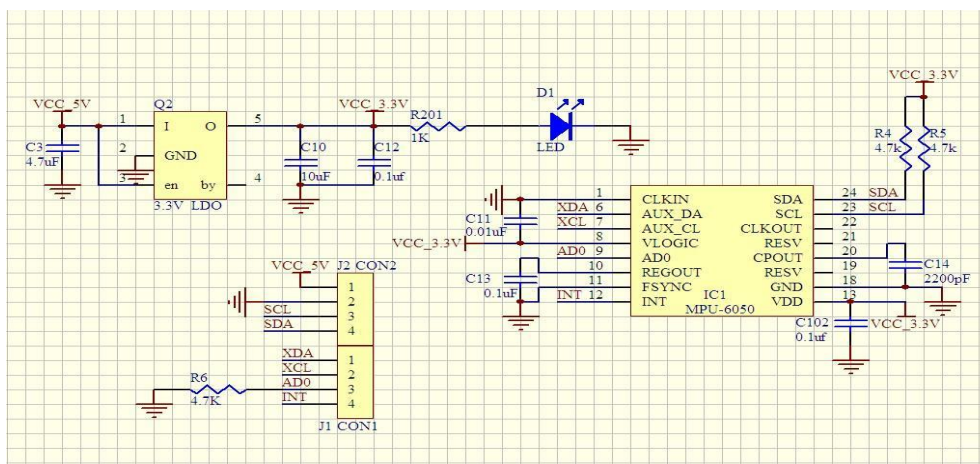 VCC_5V
Q2
VCC_3.3V
1 I O 5
2 GND
3 en by 4
3.3V LDO
C3
4.7uF
C10
10uF
C12
0.1uf
R201
1K
D1
LED
VCC_3.3V
R4
4.7k
R5
4.7k
1 CLKIN SDA 24 SDA
XDA 6 AUX_DA SCL 23 SCL
XCL 7 AUX_CL CLKOUT 22
8 VLOGIC RESV 21
AD0 9 AD0 CPOUT 20
10 REGOUT RESV 19
11 FSYNC GND 18
INT 12 INT VDD 13
IC1
MPU-6050
C11
0.01uF
VCC_3.3V
C13
0.1uF
C14
2200pF
C102
0.1uf
VCC_3.3V
VCC_5V
J2 CON2
1
2
SCL 3
SDA 4
XDA 1
XCL 2
AD0 3
INT 4
R6
4.7K
J1 CON1